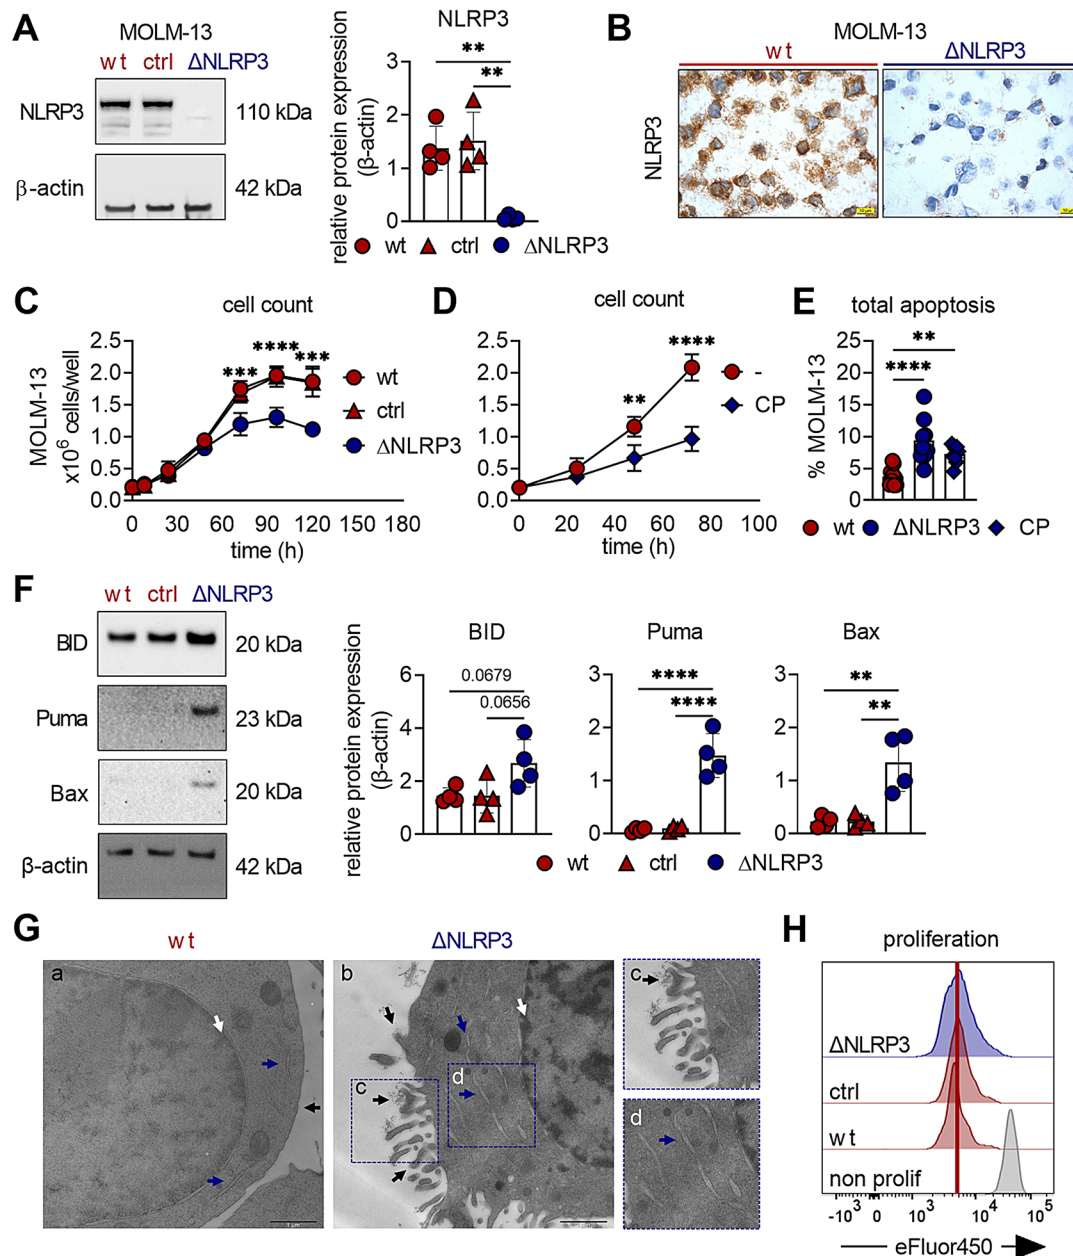 A
MOLM-13
wt ctrl ΔNLRP3
NLRP3
110 kDa
β-actin
42 kDa
NLRP3
relative protein expression
(β-actin)
**
**
3
2
1
0
wt ctrl ΔNLRP3
B
MOLM-13
wt ΔNLRP3
NLRP3
C
cell count
MOLM-13
x10⁶ cells/well
2.5
2.0
1.5
1.0
0.5
0.0
*** **** ***
wt
ctrl
ΔNLRP3
0 30 60 90 120 150 180
time (h)
D
cell count
2.5
2.0
1.5
1.0
0.5
0.0
** ****
-
CP
0 20 40 60 80 100
time (h)
E
total apoptosis
% MOLM-13
25
20
15
10
5
0
**
****
wt ΔNLRP3 CP
F
wt ctrl ΔNLRP3
BID
20 kDa
Puma
23 kDa
Bax
20 kDa
β-actin
42 kDa
relative protein expression
(β-actin)
BID
6
4
2
0
0.0679
0.0656
Puma
3
2
1
0
****
****
Bax
3
2
1
0
**
**
wt ctrl ΔNLRP3
G
wt ΔNLRP3
a
1 µm
b
c
d
c
d
H
proliferation
ΔNLRP3
ctrl
wt
non prolif
-10³ 0 10³ 10⁴ 10⁵
eFluor450